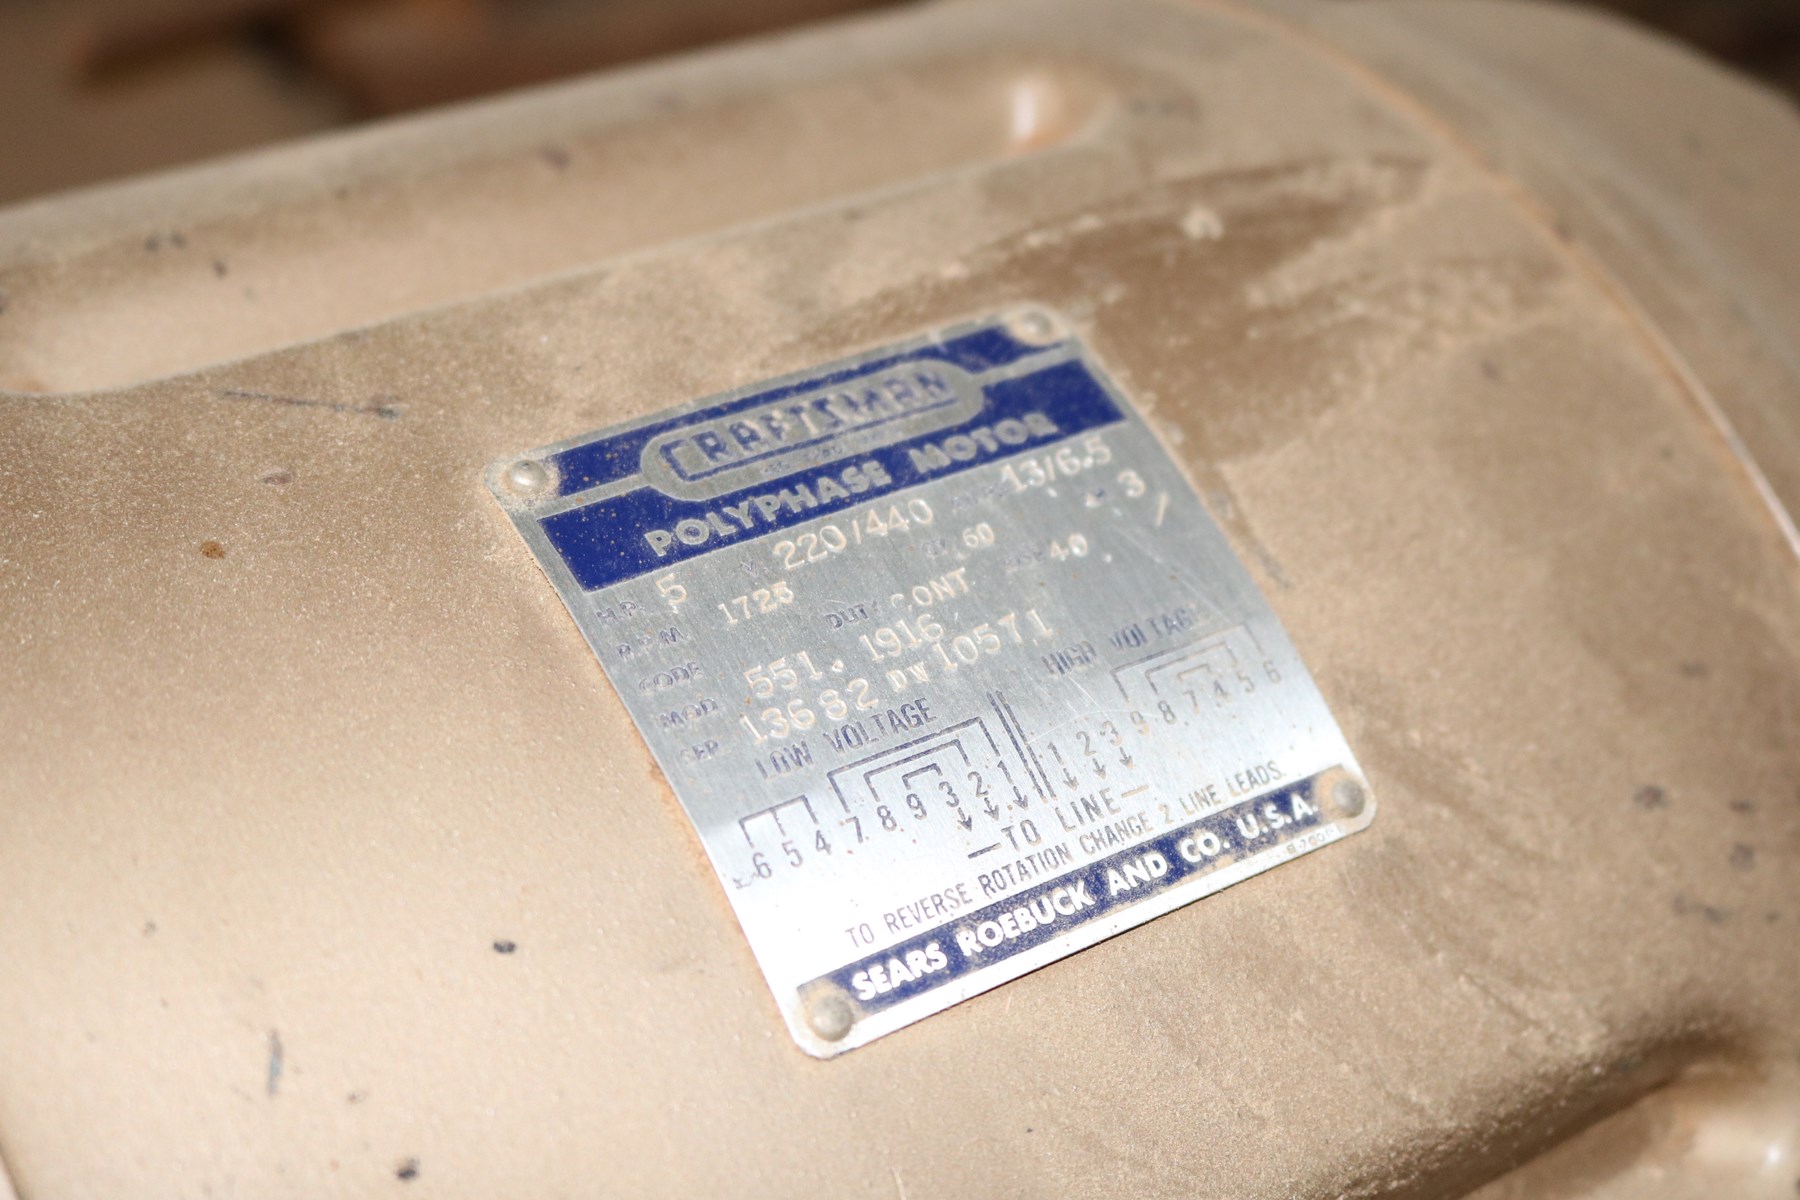 CRAFTSMAN
POLYPHASE MOTOR
H.P. 5 V 220/440 13/6.5
R.P.M. 1725 60 3
CODE DUTY CONT 40
MOD. 551. 1916
SER. 13682 DW 10571
LOW VOLTAGE HIGH VOLTAGE
6 5 4 7 8 9 3 2 1 1 2 3 9 8 7 4 5 6
—TO LINE—
TO REVERSE ROTATION CHANGE 2 LINE LEADS.
SEARS ROEBUCK AND CO. U.S.A.